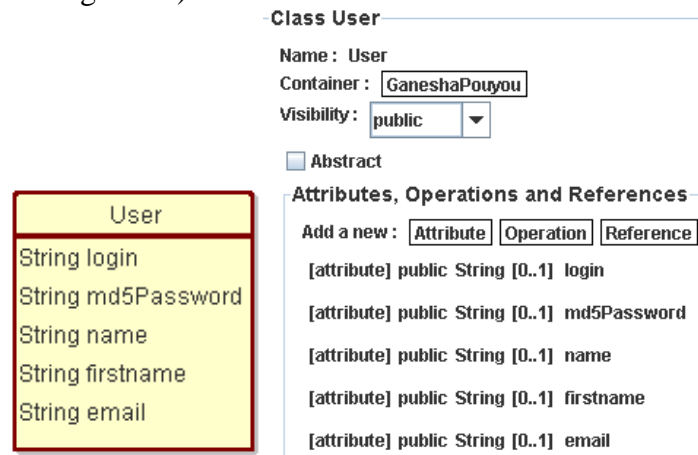 Class User
Name : User
Container : GaneshaPouyou
Visibility : public
Abstract
Attributes, Operations and References
Add a new : Attribute Operation Reference
[attribute] public String [0..1] login
[attribute] public String [0..1] md5Password
[attribute] public String [0..1] name
[attribute] public String [0..1] firstname
[attribute] public String [0..1] email
User
String login
String md5Password
String name
String firstname
String email